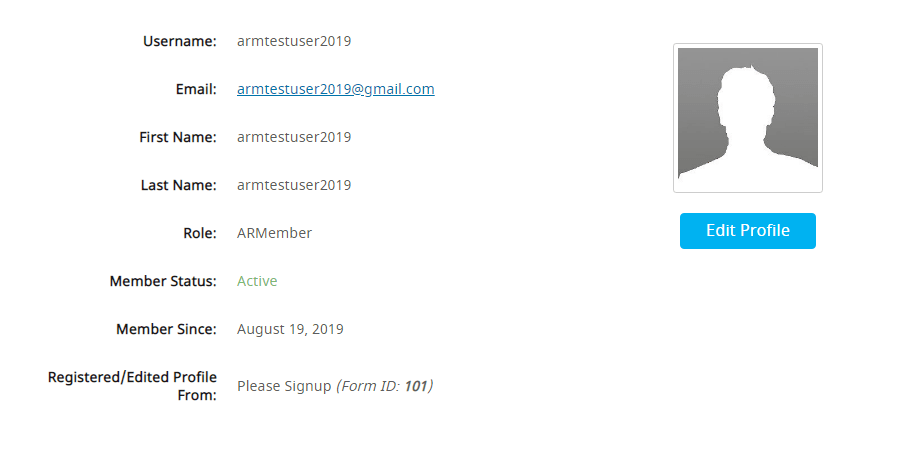 Username: armtestuser2019
Email: armtestuser2019@gmail.com
First Name: armtestuser2019
Last Name: armtestuser2019
Role: ARMember
Member Status: Active
Member Since: August 19, 2019
Registered/Edited Profile
From: Please Signup (Form ID: 101)
Edit Profile